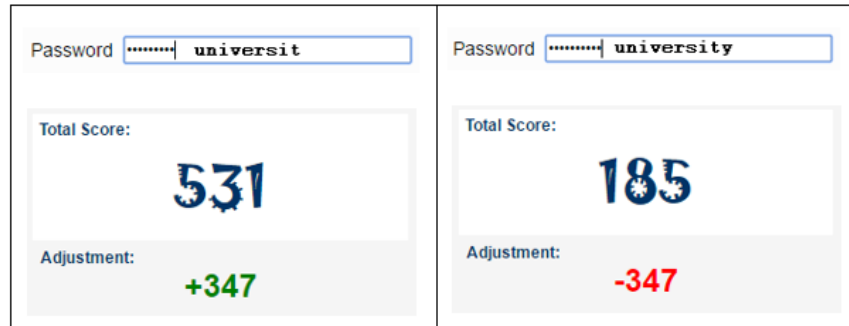 Password ········· universit
Total Score:
531
Adjustment:
+347
Password ·········· university
Total Score:
185
Adjustment:
-347